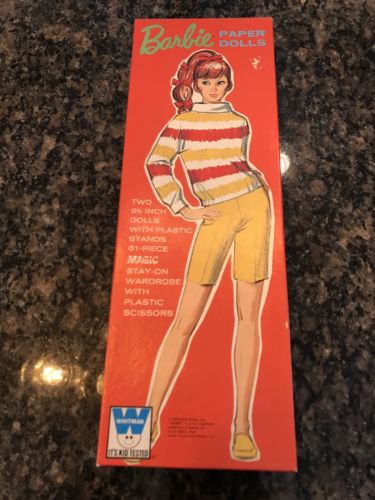 Barbie PAPER
DOLLS
TWO
9½ INCH
DOLLS
WITH PLASTIC
STANDS
61-PIECE
MAGIC
STAY-ON
WARDROBE
WITH
PLASTIC
SCISSORS
W
WHITMAN
IT'S KID TESTED